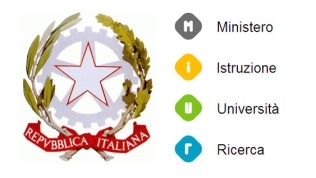 REPVBBLICA ITALIANA
M Ministero
i Istruzione
U Università
r Ricerca